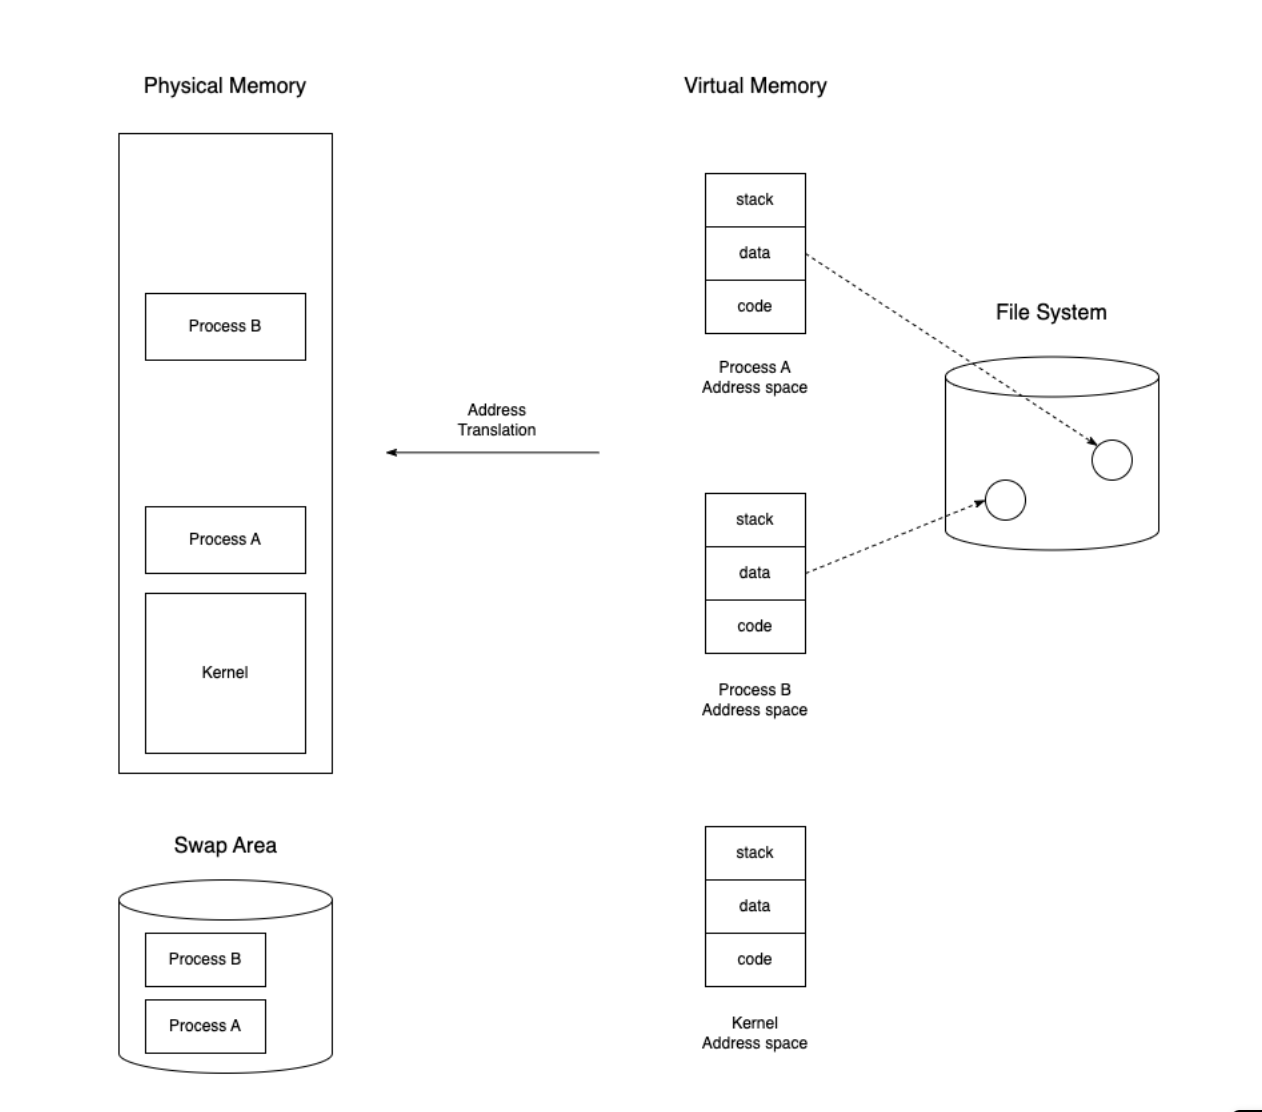 Physical Memory
Process B
Process A
Kernel
Swap Area
Process B
Process A
Address
Translation
Virtual Memory
stack
data
code
Process A
Address space
stack
data
code
Process B
Address space
stack
data
code
Kernel
Address space
File System